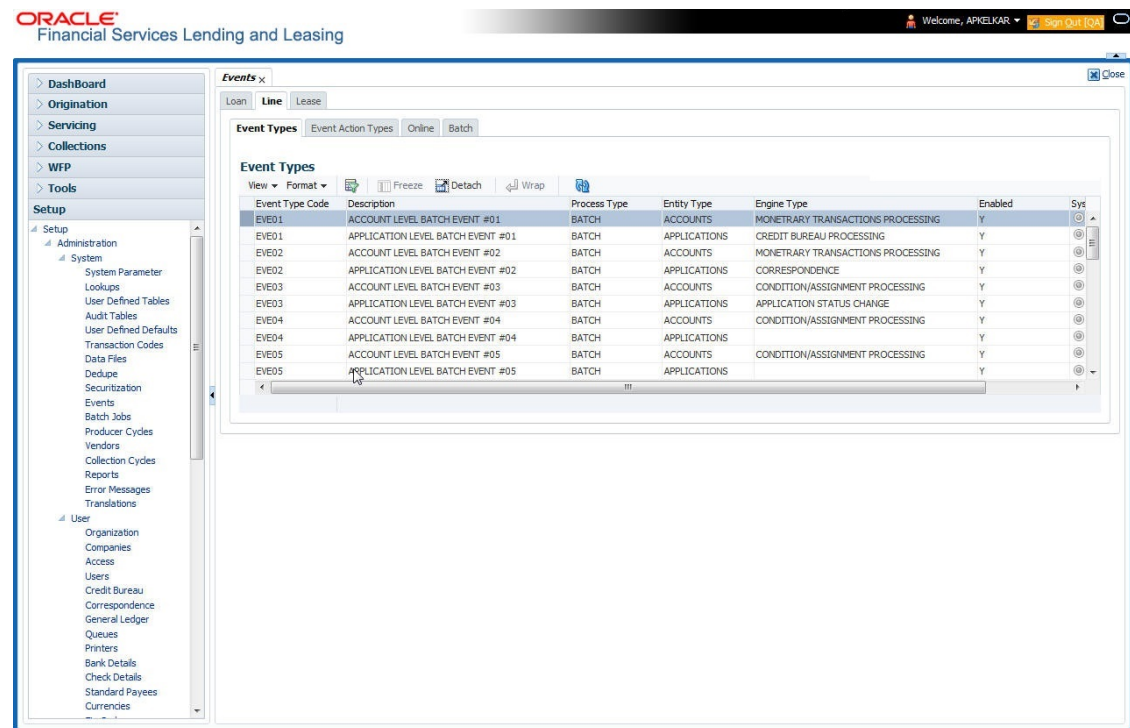 ORACLE
Financial Services Lending and Leasing
Welcome, APKELKAR
Sign Out [QA]
DashBoard
Origination
Servicing
Collections
WFP
Tools
Setup
Setup
Administration
System
System Parameter
Lookups
User Defined Tables
Audit Tables
User Defined Defaults
Transaction Codes
Data Files
Dedupe
Securitization
Events
Batch Jobs
Producer Cycles
Vendors
Collection Cycles
Reports
Error Messages
Translations
User
Organization
Companies
Access
Users
Credit Bureau
Correspondence
General Ledger
Queues
Printers
Bank Details
Check Details
Standard Payees
Currencies
Events
Close
Loan Line Lease
Event Types Event Action Types Online Batch
Event Types
View Format Freeze Detach Wrap
Event Type Code Description Process Type Entity Type Engine Type Enabled Sys
EVE01 ACCOUNT LEVEL BATCH EVENT #01 BATCH ACCOUNTS MONETRARY TRANSACTIONS PROCESSING Y
EVE01 APPLICATION LEVEL BATCH EVENT #01 BATCH APPLICATIONS CREDIT BUREAU PROCESSING Y
EVE02 ACCOUNT LEVEL BATCH EVENT #02 BATCH ACCOUNTS MONETRARY TRANSACTIONS PROCESSING Y
EVE02 APPLICATION LEVEL BATCH EVENT #02 BATCH APPLICATIONS CORRESPONDENCE Y
EVE03 ACCOUNT LEVEL BATCH EVENT #03 BATCH ACCOUNTS CONDITION/ASSIGNMENT PROCESSING Y
EVE03 APPLICATION LEVEL BATCH EVENT #03 BATCH APPLICATIONS APPLICATION STATUS CHANGE Y
EVE04 ACCOUNT LEVEL BATCH EVENT #04 BATCH ACCOUNTS CONDITION/ASSIGNMENT PROCESSING Y
EVE04 APPLICATION LEVEL BATCH EVENT #04 BATCH APPLICATIONS Y
EVE05 ACCOUNT LEVEL BATCH EVENT #05 BATCH ACCOUNTS CONDITION/ASSIGNMENT PROCESSING Y
EVE05 APPLICATION LEVEL BATCH EVENT #05 BATCH APPLICATIONS Y